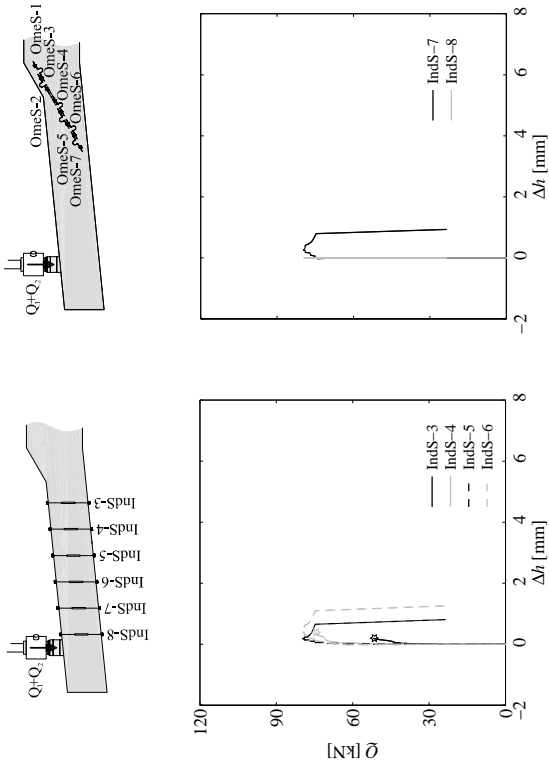 Q₁+Q₂
IndS-8
IndS-7
IndS-6
IndS-5
IndS-4
IndS-3
Q₁+Q₂
OmeS-7
OmeS-5
OmeS-2
OmeS-6
OmeS-4
OmeS-3
OmeS-1
Q [kN]
120
90
60
30
0
−2
0
2
4
6
8
Δh [mm]
IndS-3
IndS-4
IndS-5
IndS-6
−2
0
2
4
6
8
Δh [mm]
IndS-7
IndS-8